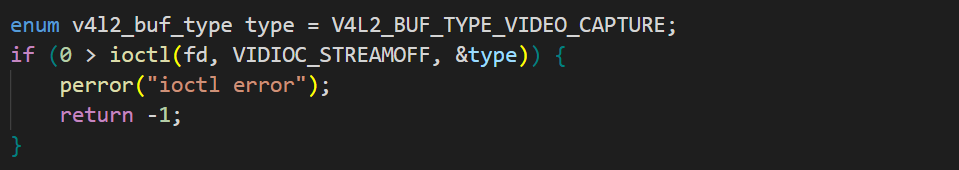 enum v4l2_buf_type type = V4L2_BUF_TYPE_VIDEO_CAPTURE;
if (0 > ioctl(fd, VIDIOC_STREAMOFF, &type)) {
    perror("ioctl error");
    return -1;
}